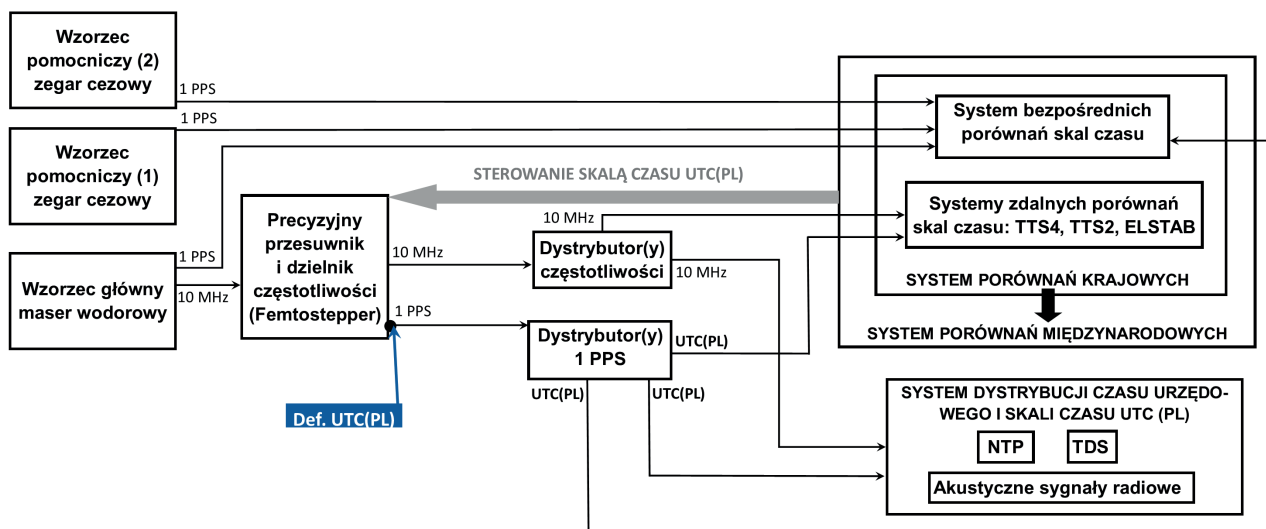 Wzorzec
pomocniczy (2)
zegar cezowy
1 PPS
Wzorzec
pomocniczy (1)
zegar cezowy
1 PPS
Wzorzec główny
maser wodorowy
1 PPS
10 MHz
Precyzyjny
przesuwnik
i dzielnik
częstotliwości
(Femtostepper)
10 MHz
1 PPS
Def. UTC(PL)
STEROWANIE SKALĄ CZASU UTC(PL)
10 MHz
Dystrybutor(y)
częstotliwości
10 MHz
Dystrybutor(y)
1 PPS
UTC(PL)
UTC(PL)
UTC(PL)
System bezpośrednich
porównań skal czasu
Systemy zdalnych porównań
skal czasu: TTS4, TTS2, ELSTAB
SYSTEM PORÓWNAŃ KRAJOWYCH
SYSTEM PORÓWNAŃ MIĘDZYNARODOWYCH
SYSTEM DYSTRYBUCJI CZASU URZĘDO-
WEGO I SKALI CZASU UTC (PL)
NTP
TDS
Akustyczne sygnały radiowe